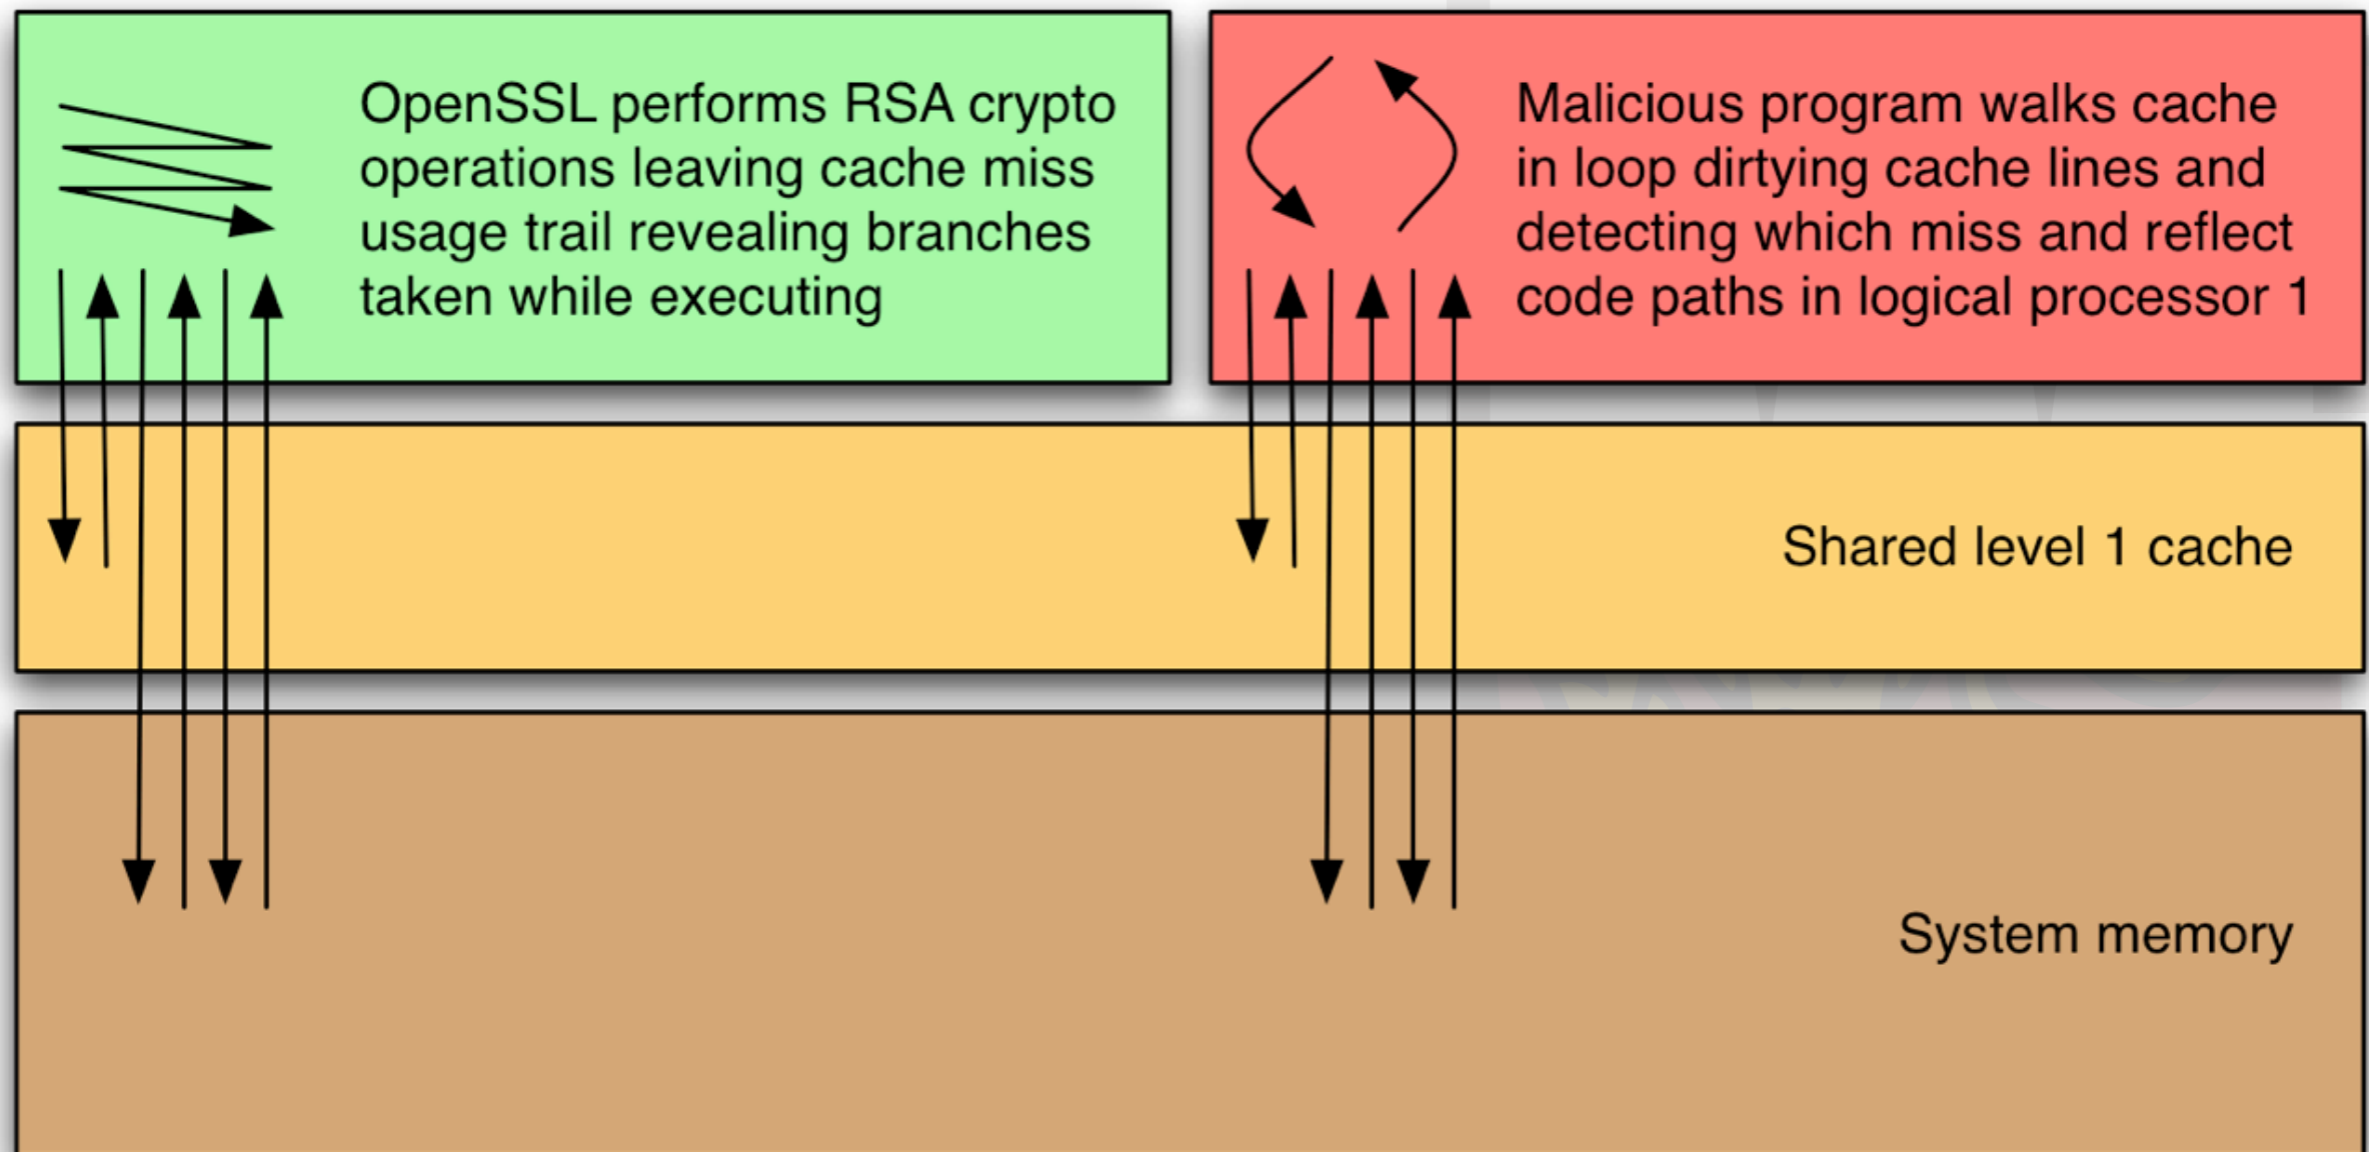 OpenSSL performs RSA crypto
operations leaving cache miss
usage trail revealing branches
taken while executing
Malicious program walks cache
in loop dirtying cache lines and
detecting which miss and reflect
code paths in logical processor 1
Shared level 1 cache
System memory